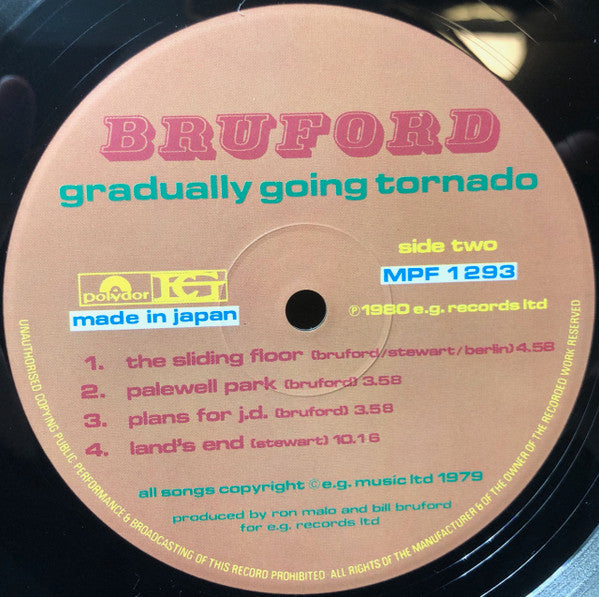 BRUFORD
gradually going tornado
side two
MPF 1293
polydor EG
made in japan
℗1980 e.g. records ltd
1. the sliding floor (bruford/stewart/berlin) 4.58
2. palewell park (bruford) 3.58
3. plans for j.d. (bruford) 3.58
4. land's end (stewart) 10.16
all songs copyright © e.g. music ltd 1979
produced by ron malo and bill bruford
for e.g. records ltd
UNAUTHORISED COPYING PUBLIC PERFORMANCE & BROADCASTING OF THIS RECORD PROHIBITED ALL RIGHTS OF THE MANUFACTURER & OF THE OWNER OF THE RECORDED WORK RESERVED